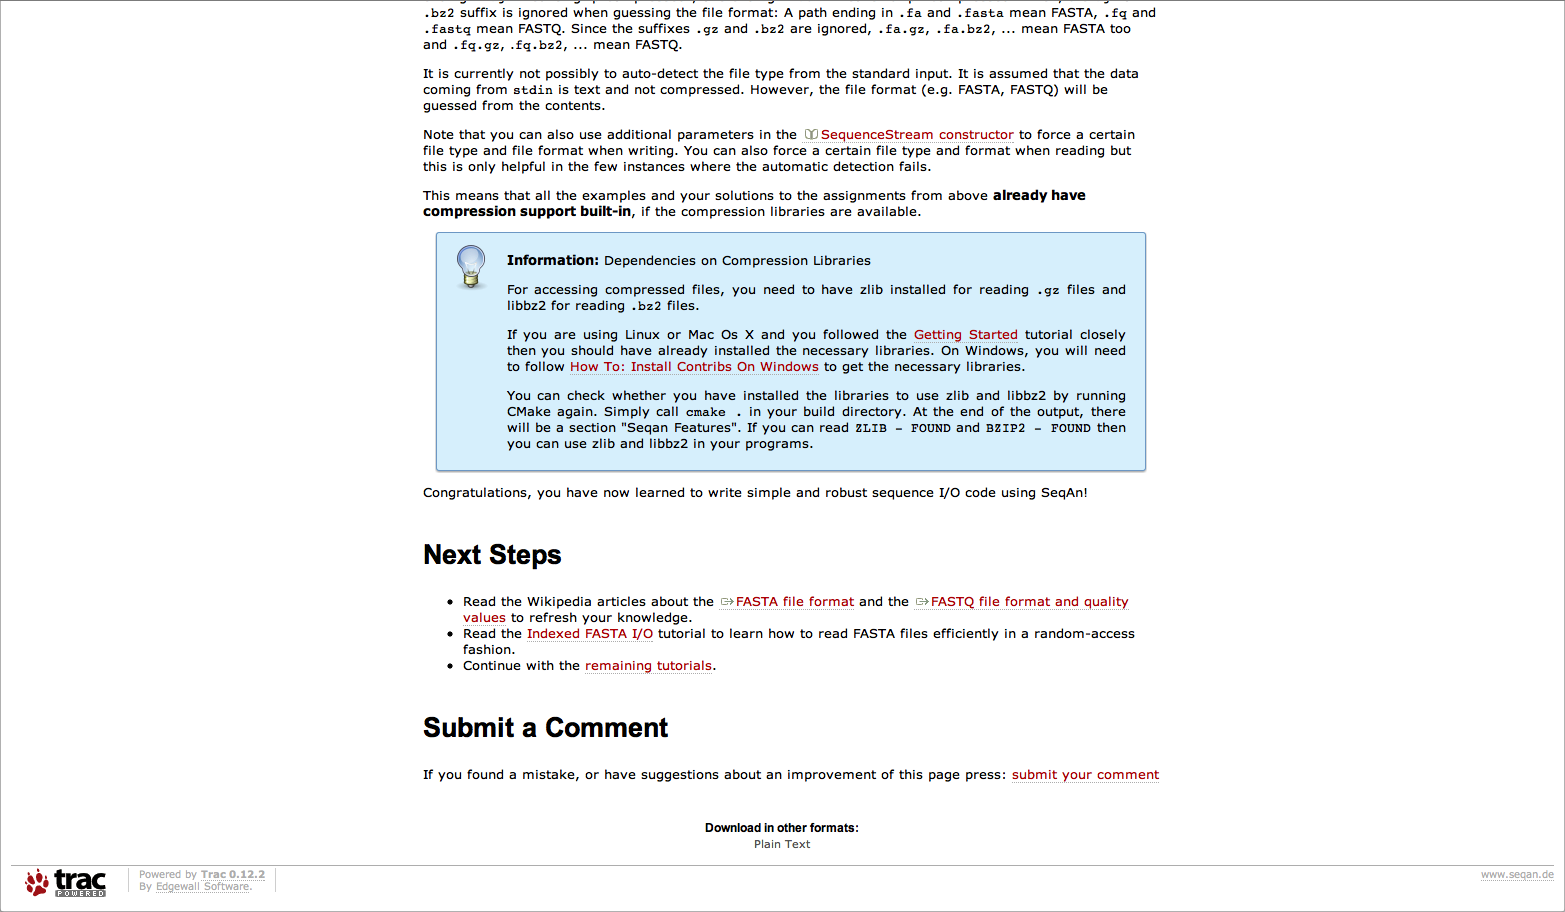 .bz2 suffix is ignored when guessing the file format: A path ending in .fa and .fasta mean FASTA, .fq and
.fastq mean FASTQ. Since the suffixes .gz and .bz2 are ignored, .fa.gz, .fa.bz2, ... mean FASTA too
and .fq.gz, .fq.bz2, ... mean FASTQ.
It is currently not possibly to auto-detect the file type from the standard input. It is assumed that the data
coming from stdin is text and not compressed. However, the file format (e.g. FASTA, FASTQ) will be
guessed from the contents.
Note that you can also use additional parameters in the SequenceStream constructor to force a certain
file type and file format when writing. You can also force a certain file type and format when reading but
this is only helpful in the few instances where the automatic detection fails.
This means that all the examples and your solutions to the assignments from above already have
compression support built-in, if the compression libraries are available.
Information: Dependencies on Compression Libraries
For accessing compressed files, you need to have zlib installed for reading .gz files and
libbz2 for reading .bz2 files.
If you are using Linux or Mac Os X and you followed the Getting Started tutorial closely
then you should have already installed the necessary libraries. On Windows, you will need
to follow How To: Install Contribs On Windows to get the necessary libraries.
You can check whether you have installed the libraries to use zlib and libbz2 by running
CMake again. Simply call cmake . in your build directory. At the end of the output, there
will be a section "Seqan Features". If you can read ZLIB - FOUND and BZIP2 - FOUND then
you can use zlib and libbz2 in your programs.
Congratulations, you have now learned to write simple and robust sequence I/O code using SeqAn!
Next Steps
• Read the Wikipedia articles about the FASTA file format and the FASTQ file format and quality
values to refresh your knowledge.
• Read the Indexed FASTA I/O tutorial to learn how to read FASTA files efficiently in a random-access
fashion.
• Continue with the remaining tutorials.
Submit a Comment
If you found a mistake, or have suggestions about an improvement of this page press: submit your comment
Download in other formats:
Plain Text
trac
POWERED
Powered by Trac 0.12.2
By Edgewall Software.
www.seqan.de